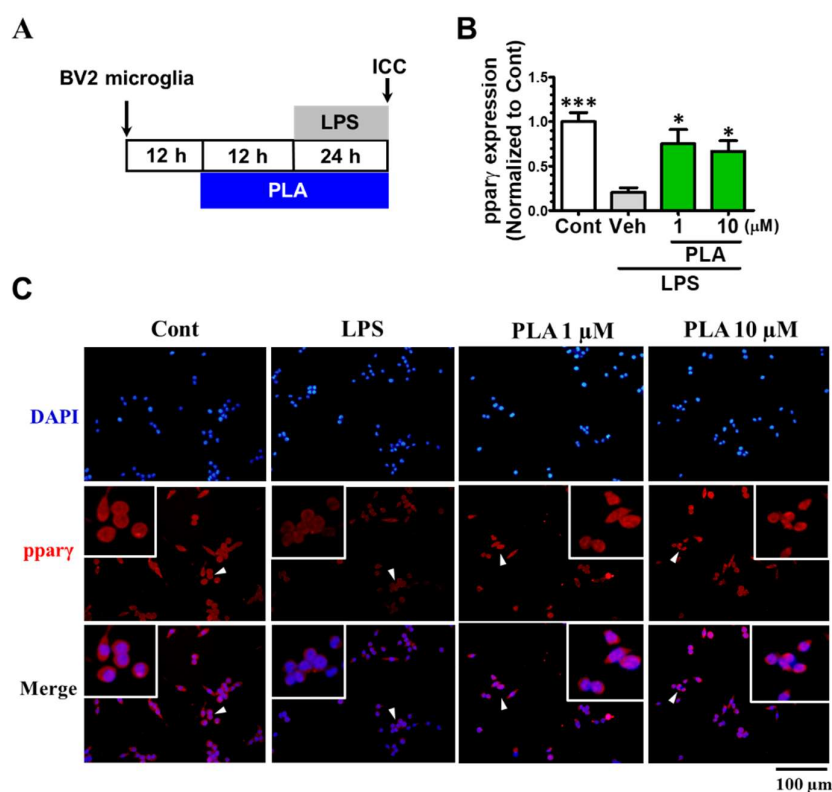 A
BV2 microglia
ICC
LPS
12 h 12 h 24 h
PLA
B
pparγ expression
(Normalized to Cont)
1.5
1.0
0.5
0.0
***
*
*
Cont Veh 1 10 (μM)
PLA
LPS
C
Cont LPS PLA 1 μM PLA 10 μM
DAPI
pparγ
Merge
100 μm